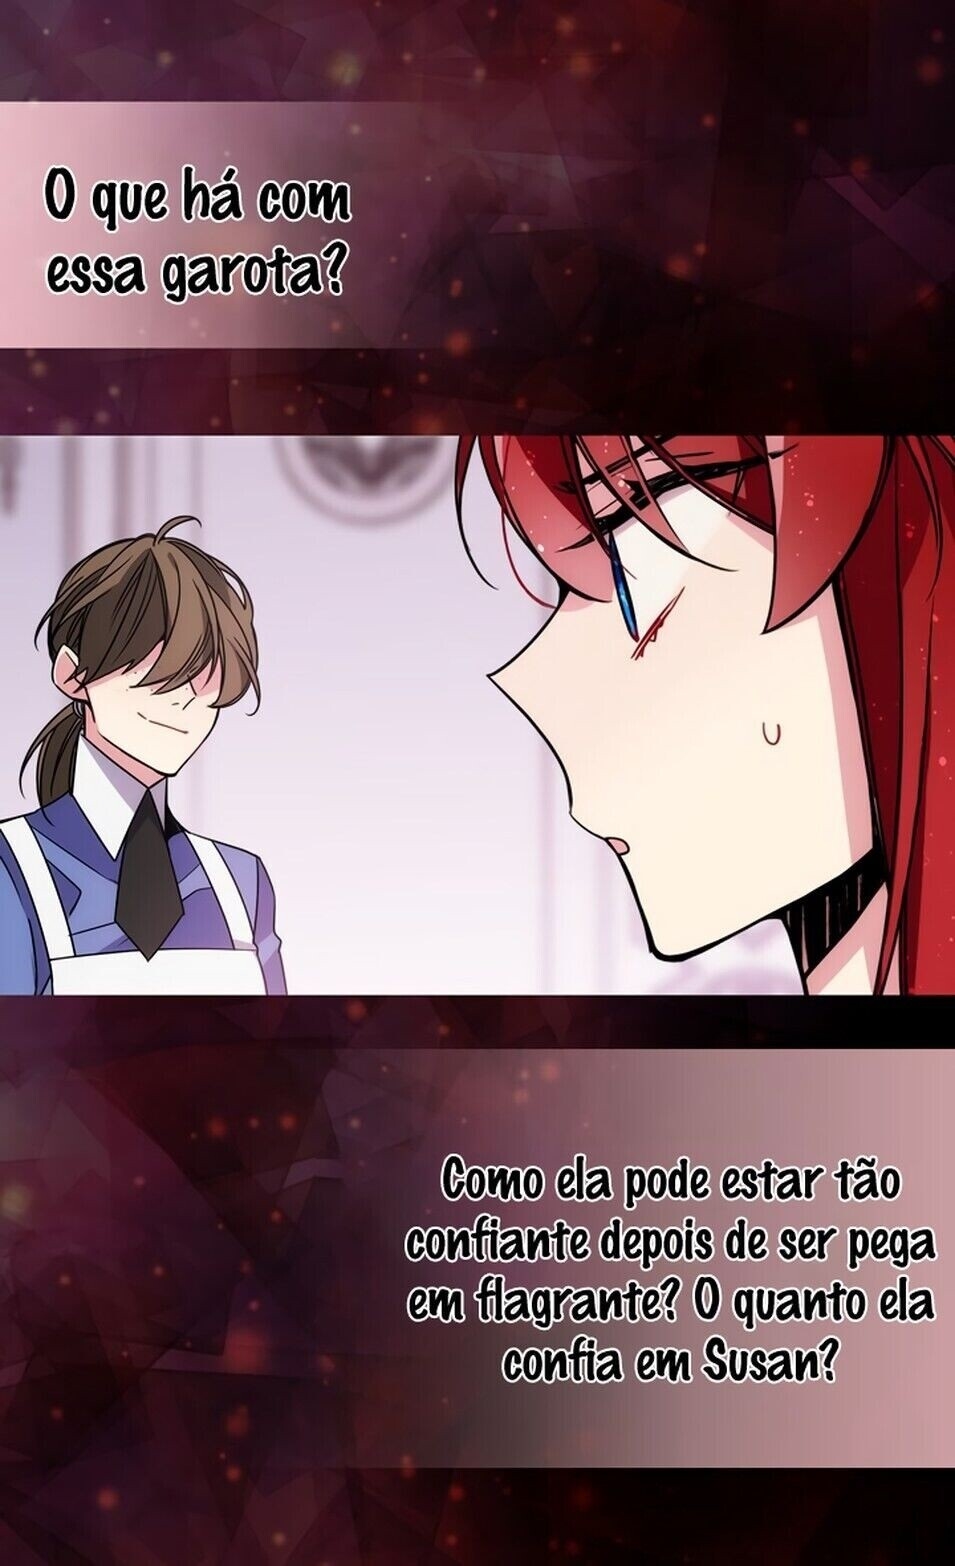 O que há com
essa garota?
Como ela pode estar tão
confiante depois de ser pega
em flagrante? O quanto ela
confia em Susan?